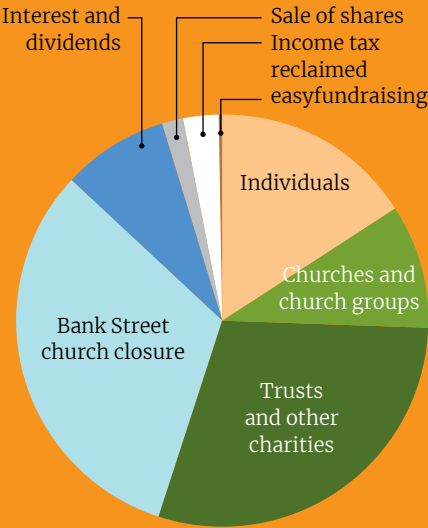 Interest and
dividends
Sale of shares
Income tax
reclaimed
easyfundraising
Individuals
Churches and
church groups
Bank Street
church closure
Trusts
and other
charities